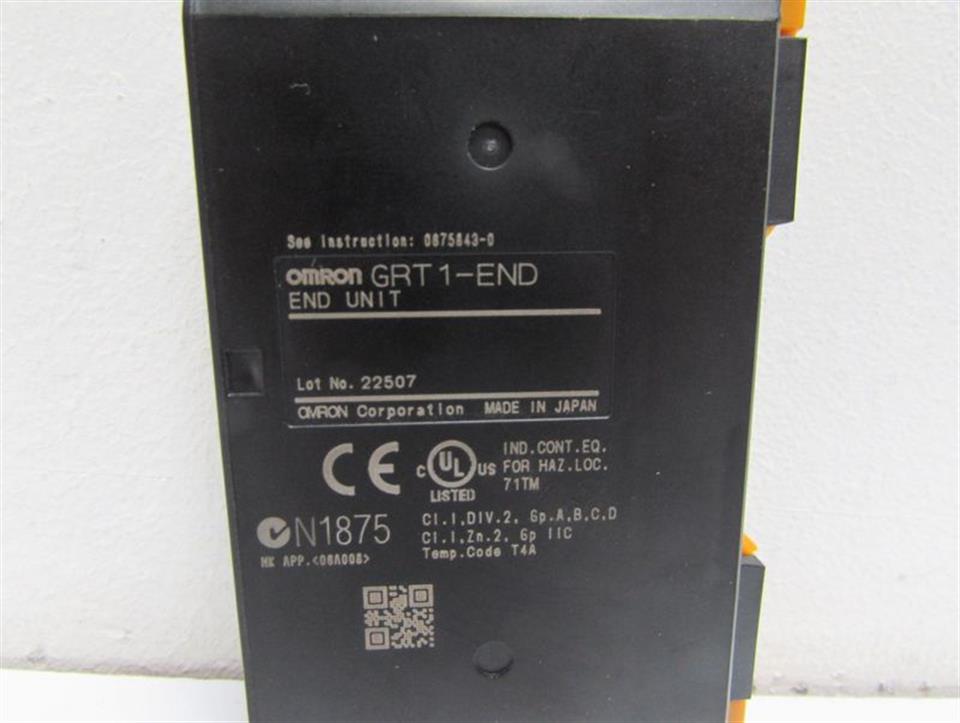 See Instruction: 0675843-0
OMRON GRT1-END
END UNIT
Lot No. 22507
OMRON Corporation MADE IN JAPAN
CE
C UL US
LISTED
IND.CONT.EQ.
FOR HAZ.LOC.
71TM
N1875
NK APP.<06A008>
Cl.I,DIV.2, Gp.A,B,C,D
Cl.I,Zn.2, Gp IIC
Temp.Code T4A